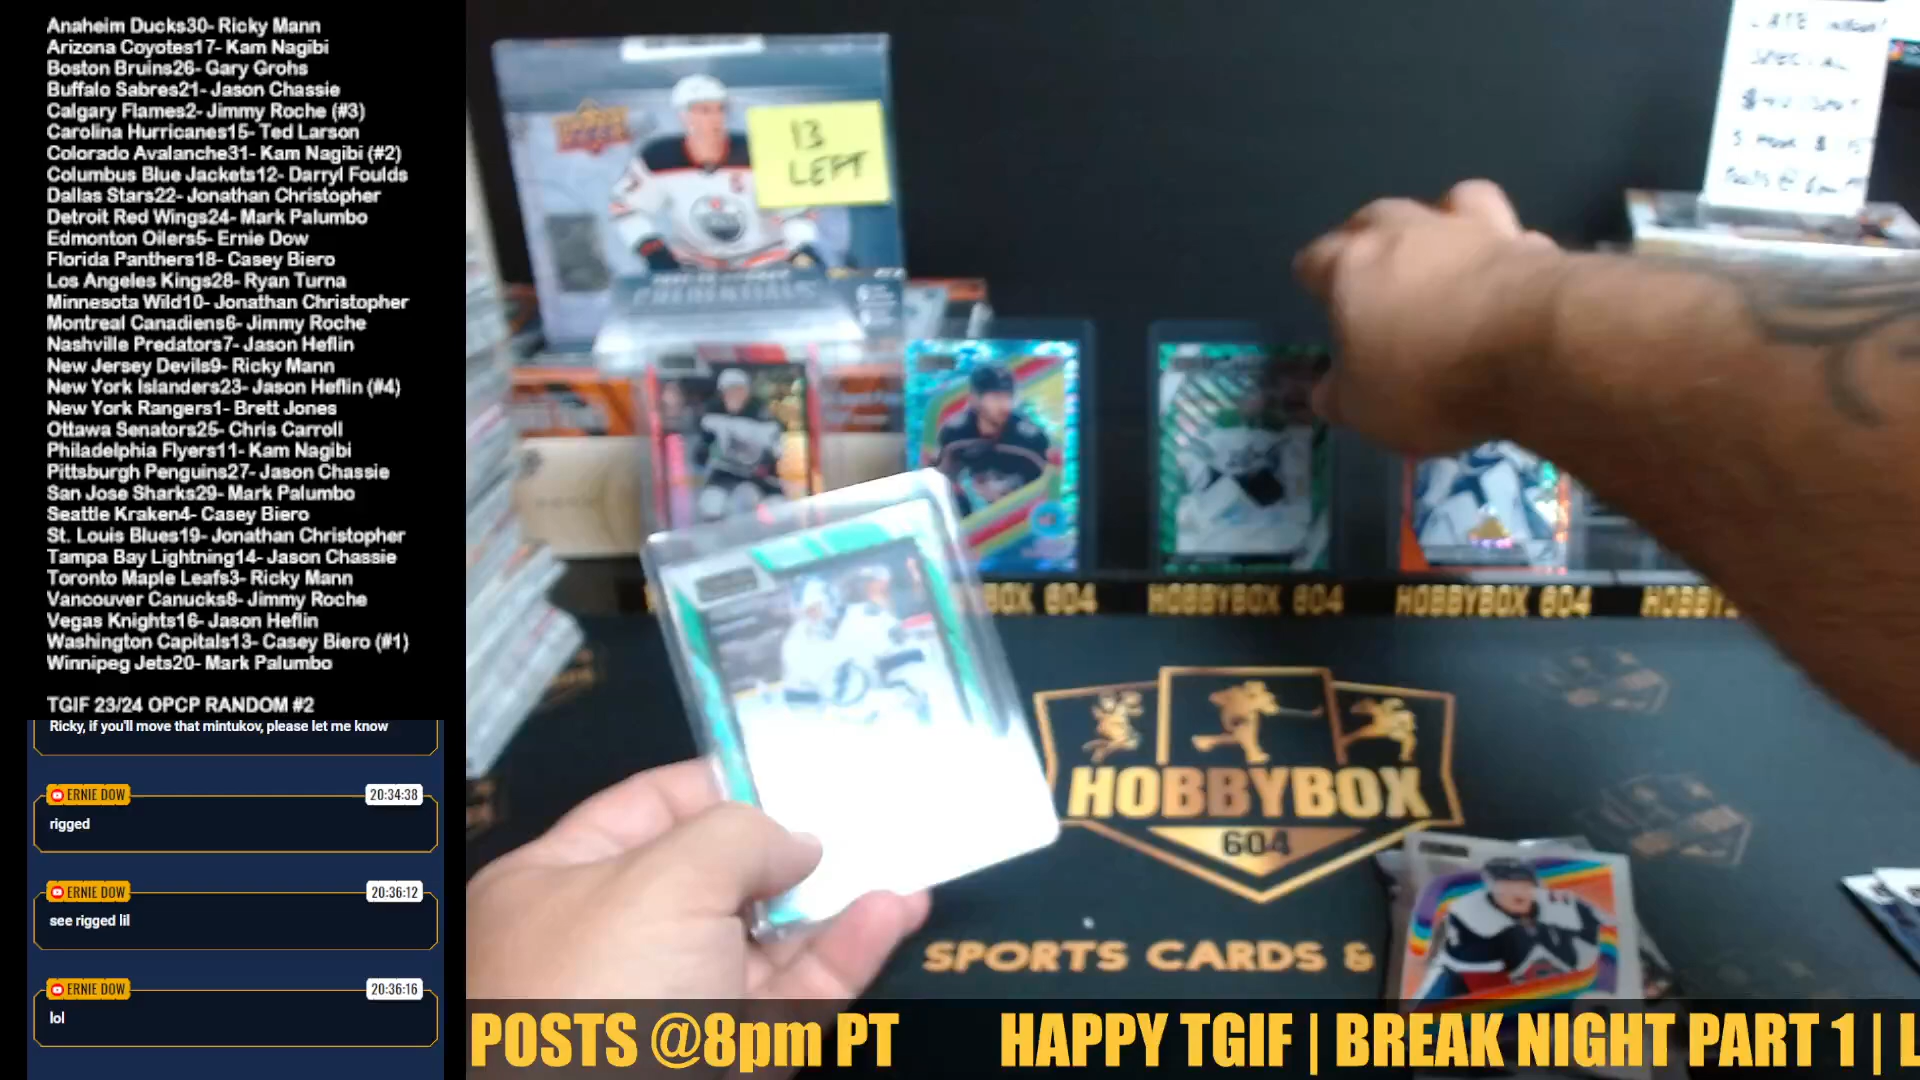 Anaheim Ducks30- Ricky Mann
Arizona Coyotes17- Kam Nagibi
Boston Bruins26- Gary Grohs
Buffalo Sabres21- Jason Chassie
Calgary Flames2- Jimmy Roche (#3)
Carolina Hurricanes15- Ted Larson
Colorado Avalanche31- Kam Nagibi (#2)
Columbus Blue Jackets12- Darryl Foulds
Dallas Stars22- Jonathan Christopher
Detroit Red Wings24- Mark Palumbo
Edmonton Oilers5- Ernie Dow
Florida Panthers18- Casey Biero
Los Angeles Kings28- Ryan Turna
Minnesota Wild10- Jonathan Christopher
Montreal Canadiens6- Jimmy Roche
Nashville Predators7- Jason Heflin
New Jersey Devils9- Ricky Mann
New York Islanders23- Jason Heflin (#4)
New York Rangers1- Brett Jones
Ottawa Senators25- Chris Carroll
Philadelphia Flyers11- Kam Nagibi
Pittsburgh Penguins27- Jason Chassie
San Jose Sharks29- Mark Palumbo
Seattle Kraken4- Casey Biero
St. Louis Blues19- Jonathan Christopher
Tampa Bay Lightning14- Jason Chassie
Toronto Maple Leafs3- Ricky Mann
Vancouver Canucks8- Jimmy Roche
Vegas Knights16- Jason Heflin
Washington Capitals13- Casey Biero (#1)
Winnipeg Jets20- Mark Palumbo
TGIF 23/24 OPCP RANDOM #2
Ricky, if you'll move that mintukov, please let me know
ERNIE DOW 20:34:38
rigged
ERNIE DOW 20:36:12
see rigged lil
ERNIE DOW 20:36:16
lol
13
LEFT
SPECIAL
CREDENTIALS
BOX 604
HOBBYBOX 604
HOBBYBOX 604
HOBBY
HOBBYBOX
604
SPORTS CARDS &
POSTS @8pm PT HAPPY TGIF | BREAK NIGHT PART 1 | L